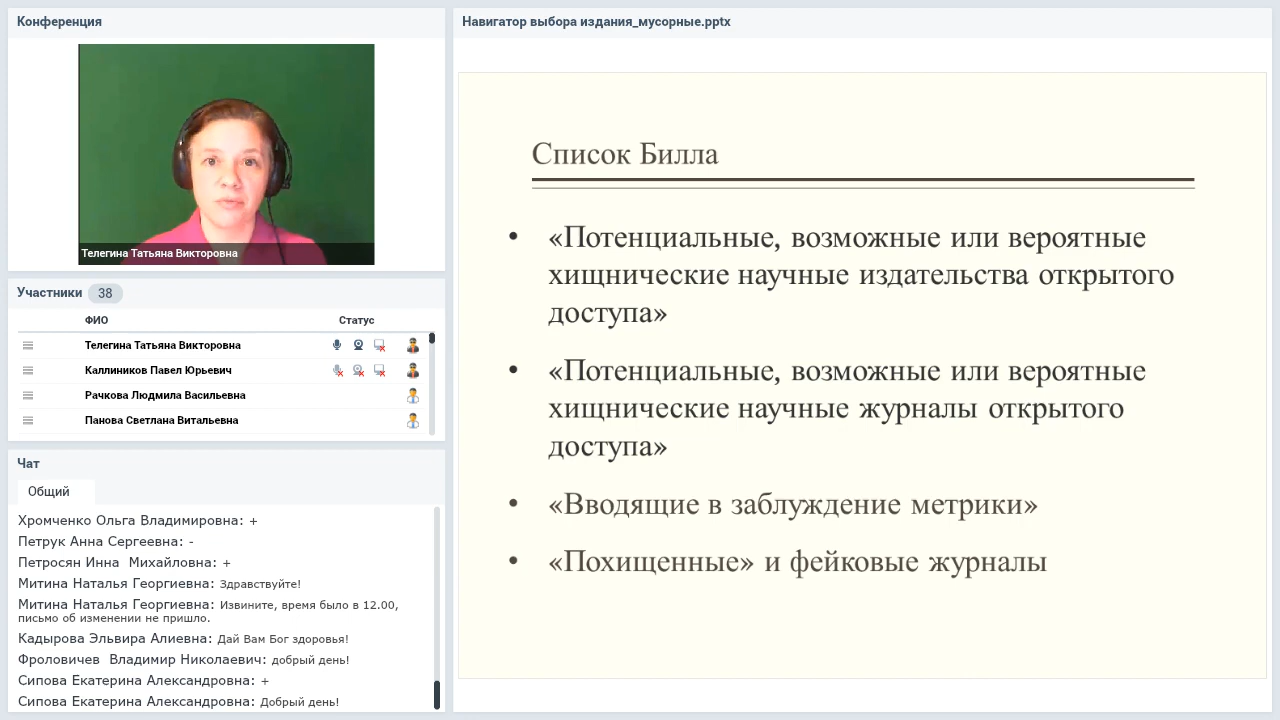 Конференция
Телегина Татьяна Викторовна
Участники 38
ФИО Статус
Телегина Татьяна Викторовна
Каллиников Павел Юрьевич
Рачкова Людмила Васильевна
Панова Светлана Витальевна
Чат
Общий
Хромченко Ольга Владимировна: +
Петрук Анна Сергеевна: -
Петросян Инна  Михайловна: +
Митина Наталья Георгиевна: Здравствуйте!
Митина Наталья Георгиевна: Извините, время было в 12.00,
письмо об изменении не пришло.
Кадырова Эльвира Алиевна: Дай Вам Бог здоровья!
Фроловичев  Владимир Николаевич: добрый день!
Сипова Екатерина Александровна: +
Сипова Екатерина Александровна: Добрый день!
Навигатор выбора издания_мусорные.pptx
Список Билла
• «Потенциальные, возможные или вероятные
хищнические научные издательства открытого
доступа»
• «Потенциальные, возможные или вероятные
хищнические научные журналы открытого
доступа»
• «Вводящие в заблуждение метрики»
• «Похищенные» и фейковые журналы